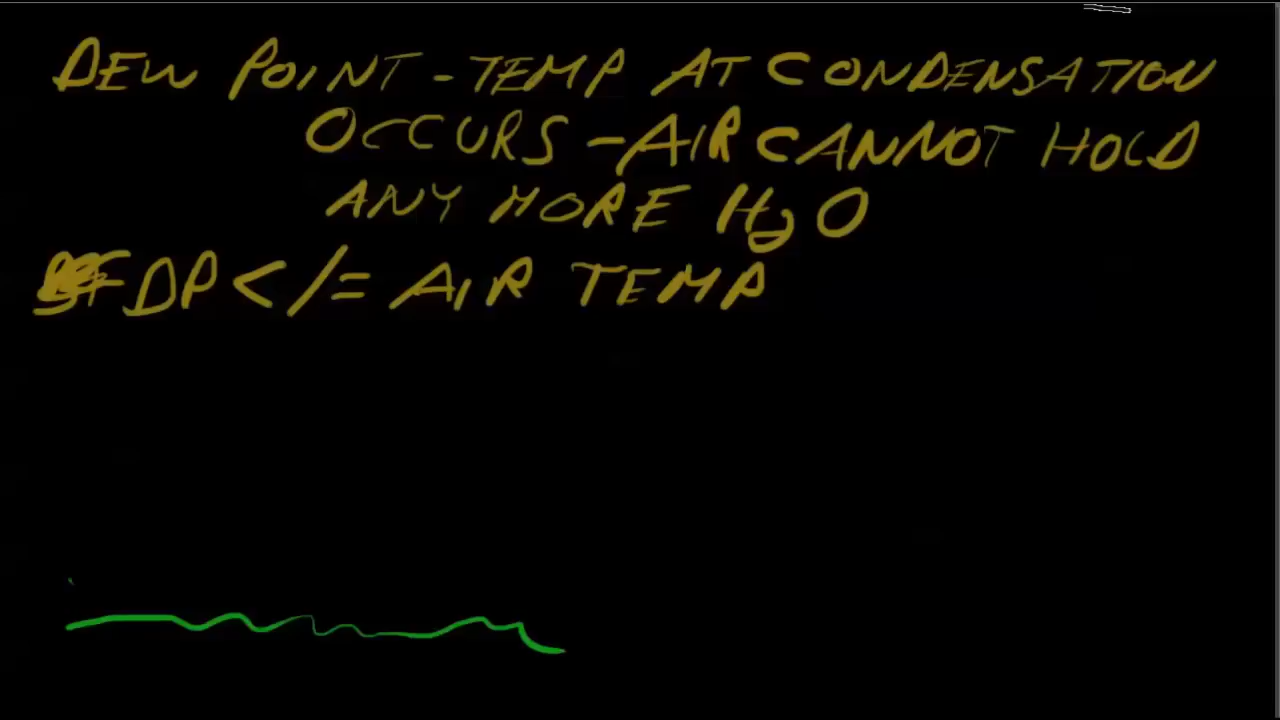 DEW POINT - TEMP AT CONDENSATION
OCCURS - AIR CANNOT HOLD
ANY MORE H2O
DP </= AIR TEMP